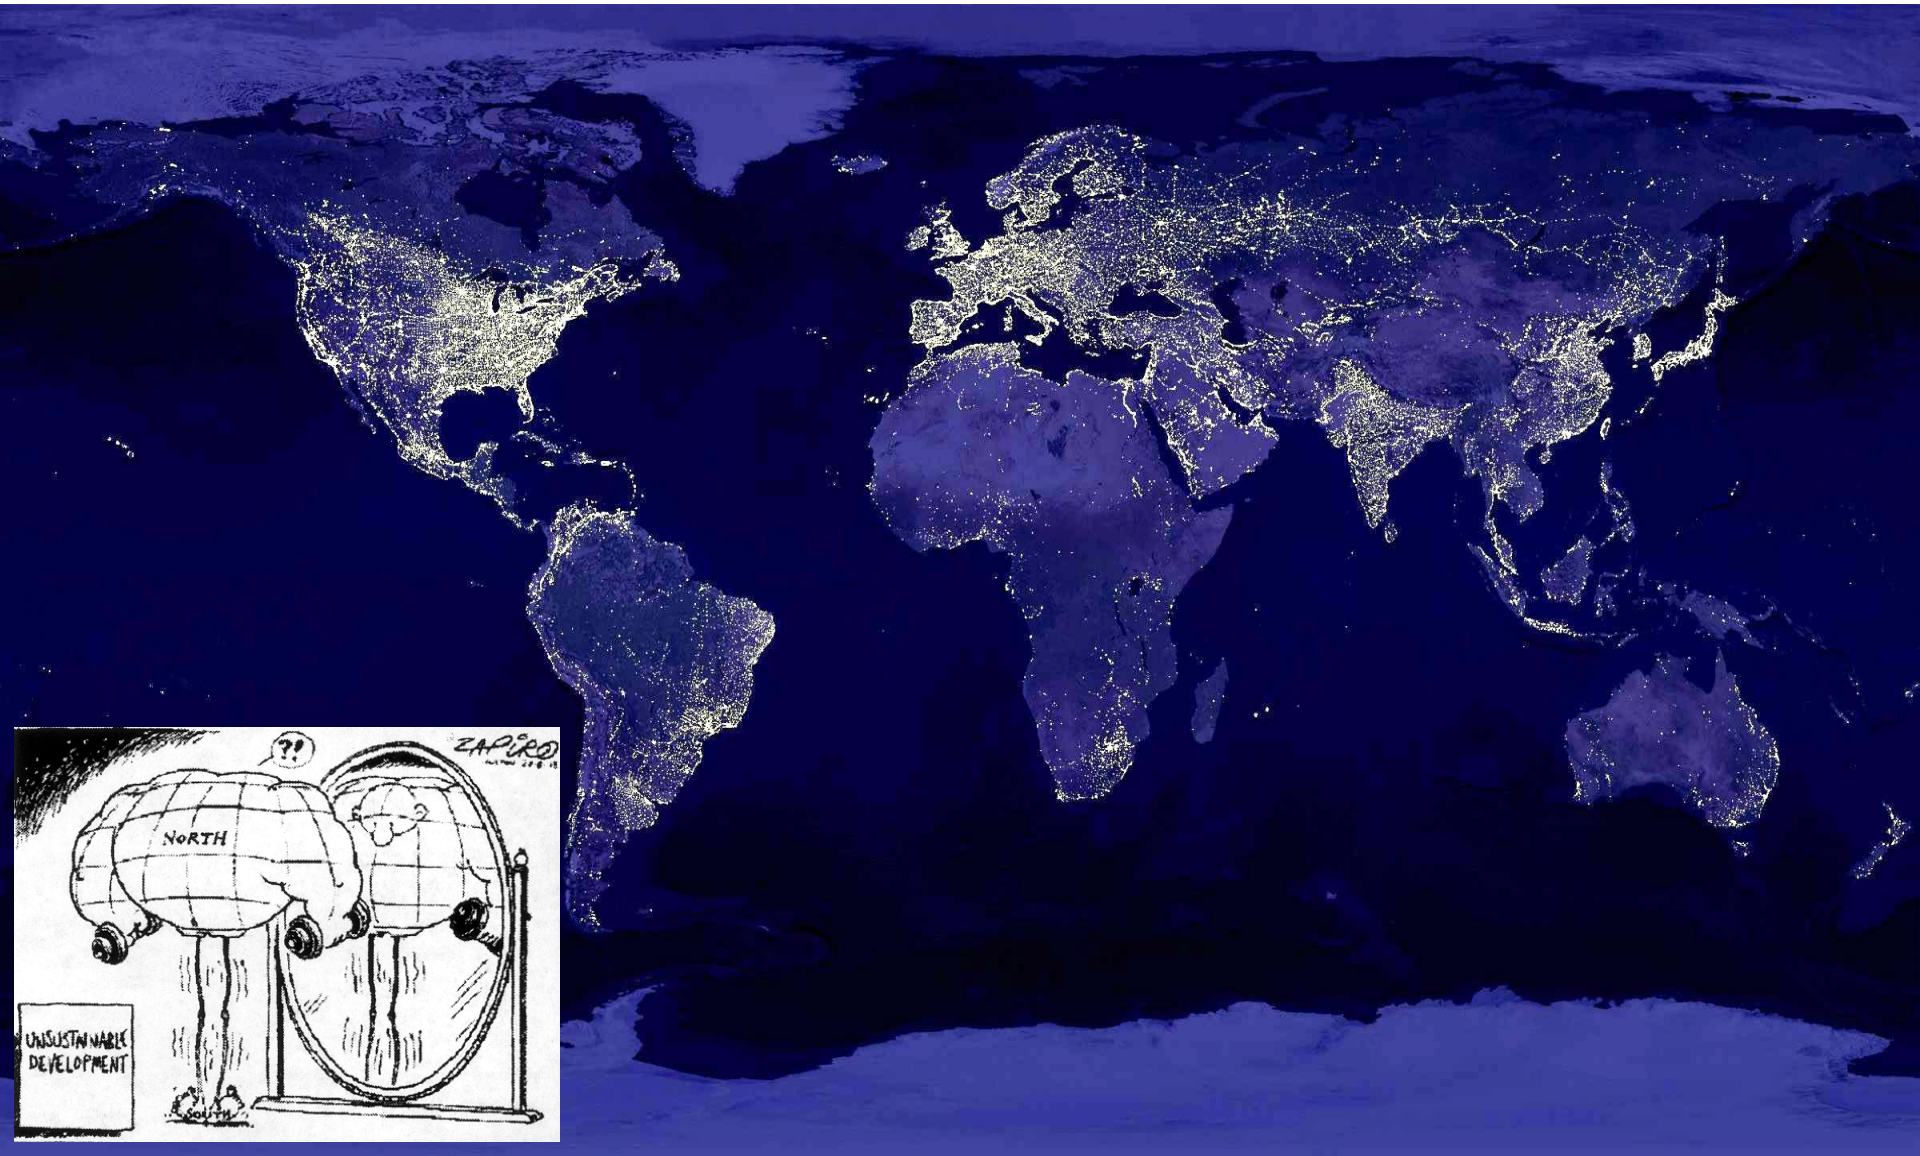 ?!
ZAPIRO
NORTH
UNSUSTAINABLE
DEVELOPMENT
SOUTH